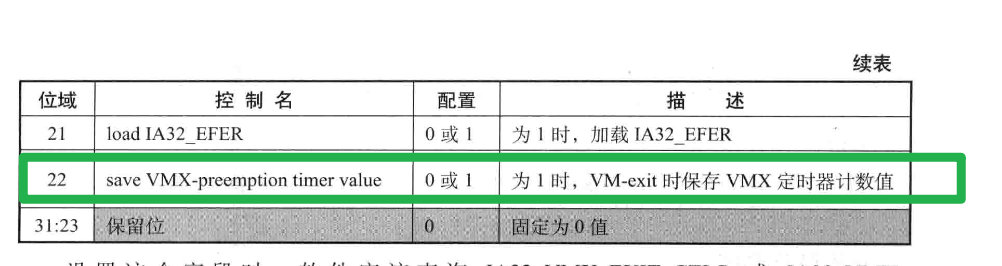 续表
位域 控制名 配置 描述
21 load IA32_EFER 0 或 1 为 1 时，加载 IA32_EFER
22 save VMX-preemption timer value 0 或 1 为 1 时，VM-exit 时保存 VMX 定时器计数值
31:23 保留位 0 固定为 0 值